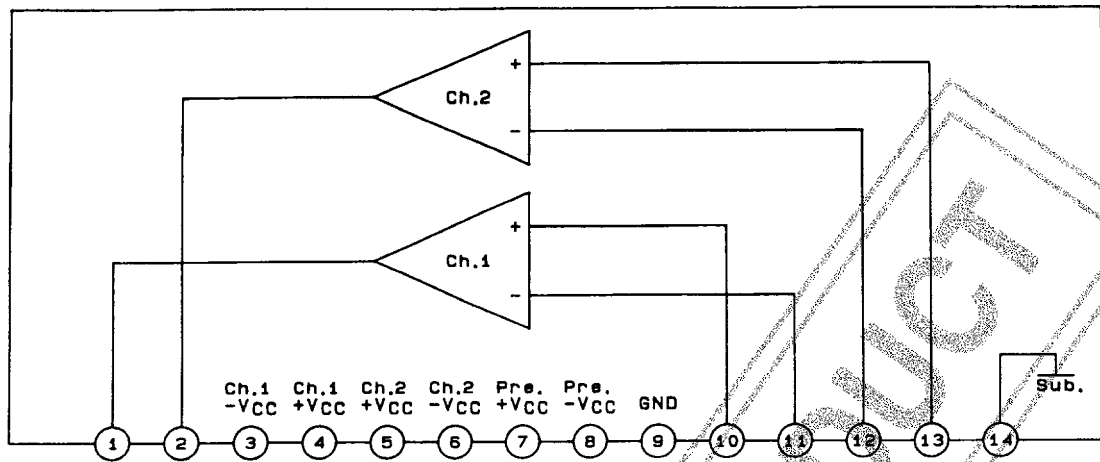 +
Ch.2
−
+
Ch.1
−
Ch.1 Ch.1 Ch.2 Ch.2 Pre. Pre.
-VCC +VCC +VCC -VCC +VCC -VCC GND
Sub.
1 2 3 4 5 6 7 8 9 10 11 12 13 14